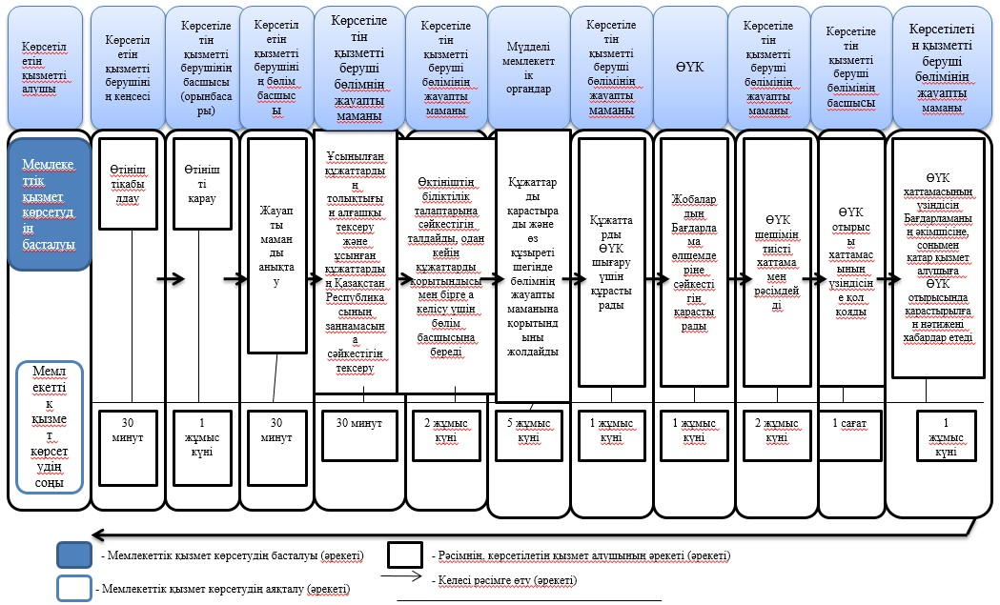 Көрсетіл
етін
қызметті
алушы
Көрсетіл
етін
қызметті
берушіні
ң кеңсесі
Көрсетіле
тін
қызметті
берушінің
басшысы
(орынбаса
ры)
Көрсетіл
етін
қызметті
берушіні
ң бөлім
басшыс
ы
Көрсетіле
тін
қызметті
беруші
бөлімнің
жауапты
маманы
Көрсетіле
тін
қызметті
беруші
бөлімінің
жауапты
маманы
Мүдделі
мемлекетт
ік
органдар
Көрсетіле
тін
қызметті
беруші
бөлімінің
жауапты
маманы
ӨҮК
Көрсетіле
тін
қызметті
беруші
бөлімінің
жауапты
маманы
Көрсетіле
тін
қызметті
беруші
бөлімінің
басшысы
Көрсетілеті
н қызметті
беруші
бөлімінің
жауапты
маманы
Мемлеке
ттік
қызмет
көрсетуд
ің
басталуы
Өтініш
тіқабы
лдау
Өтініш
ті
қарау
Жауап
ты
маман
ды
анықта
у
Ұсынылған
құжаттарды
ң
толықтығы
н алғашқы
тексеру
және
ұсынған
құжаттарды
ң Қазақстан
Республика
сының
заннамасын
а
сәйкестігін
тексеру
Өктініштің
біліктілік
талаптарына
сәйкестігін
талдайды, одан
кейін
құжаттарды
қорытындысы
мен бірге а
келісу үшін
бөлім
басшысына
береді
Құжаттар
ды
қарастыра
ды және
өз
құзыреті
шегінде
бөлімнің
жауапты
маманына
қорытынд
ыны
жолдайды
Құжатта
рды
ӨҮК
шығару
үшін
құрасты
рады
Жобалар
дын
Бағдарла
ма
өлшемде
ріне
сәйкесті
гін
қарасты
рады
ӨҮК
шешімін
тиісті
хаттама
мен
рәсімдей
ді
ӨҮК
отырыс
ы
хаттамас
ының
үзіндісін
е қол
қояды
ӨҮК
хаттамасының
үзіндісін
Бағдарламаны
ң әкімшісіне,
сонымен
қатар қызмет
алушыға
ӨҮК
отырысында
қарастырылға
н нәтижені
хабардар етеді
Мемл
екетті
к
қызме
т
көрсет
удің
соңы
30
минут
1
жұмыс
күні
30
минут
30 минут
2 жұмыс
күні
5 жұмыс
күні
1 жұмыс
күні
1 жұмыс
күні
2 жұмыс
күні
1 сағат
1
жұмыс
күні
- Мемлекеттік қызмет көрсетудің басталуы (әрекеті)
- Рәсімнің, көрсетілетін қызмет алушының әрекеті (әрекеті)
- Келесі рәсімге өту (әрекеті)
- Мемлекеттік қызмет көрсетудің аяқталу (әрекеті)